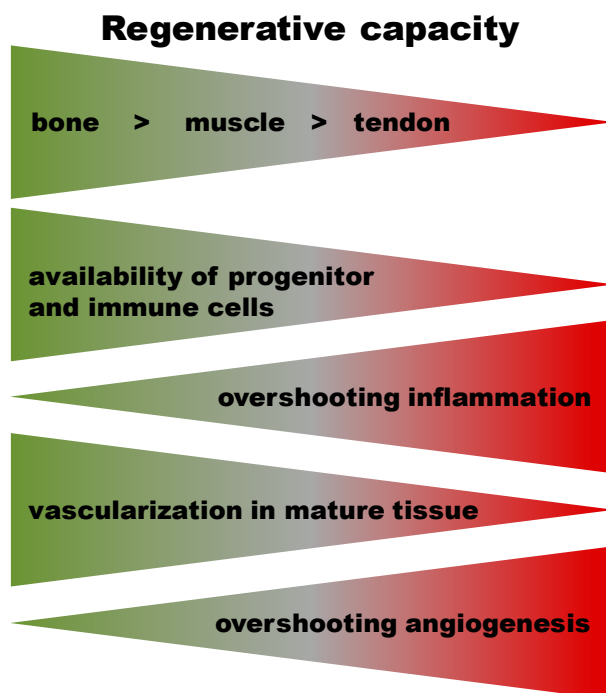 Regenerative capacity
bone > muscle > tendon
availability of progenitor
and immune cells
overshooting inflammation
vascularization in mature tissue
overshooting angiogenesis